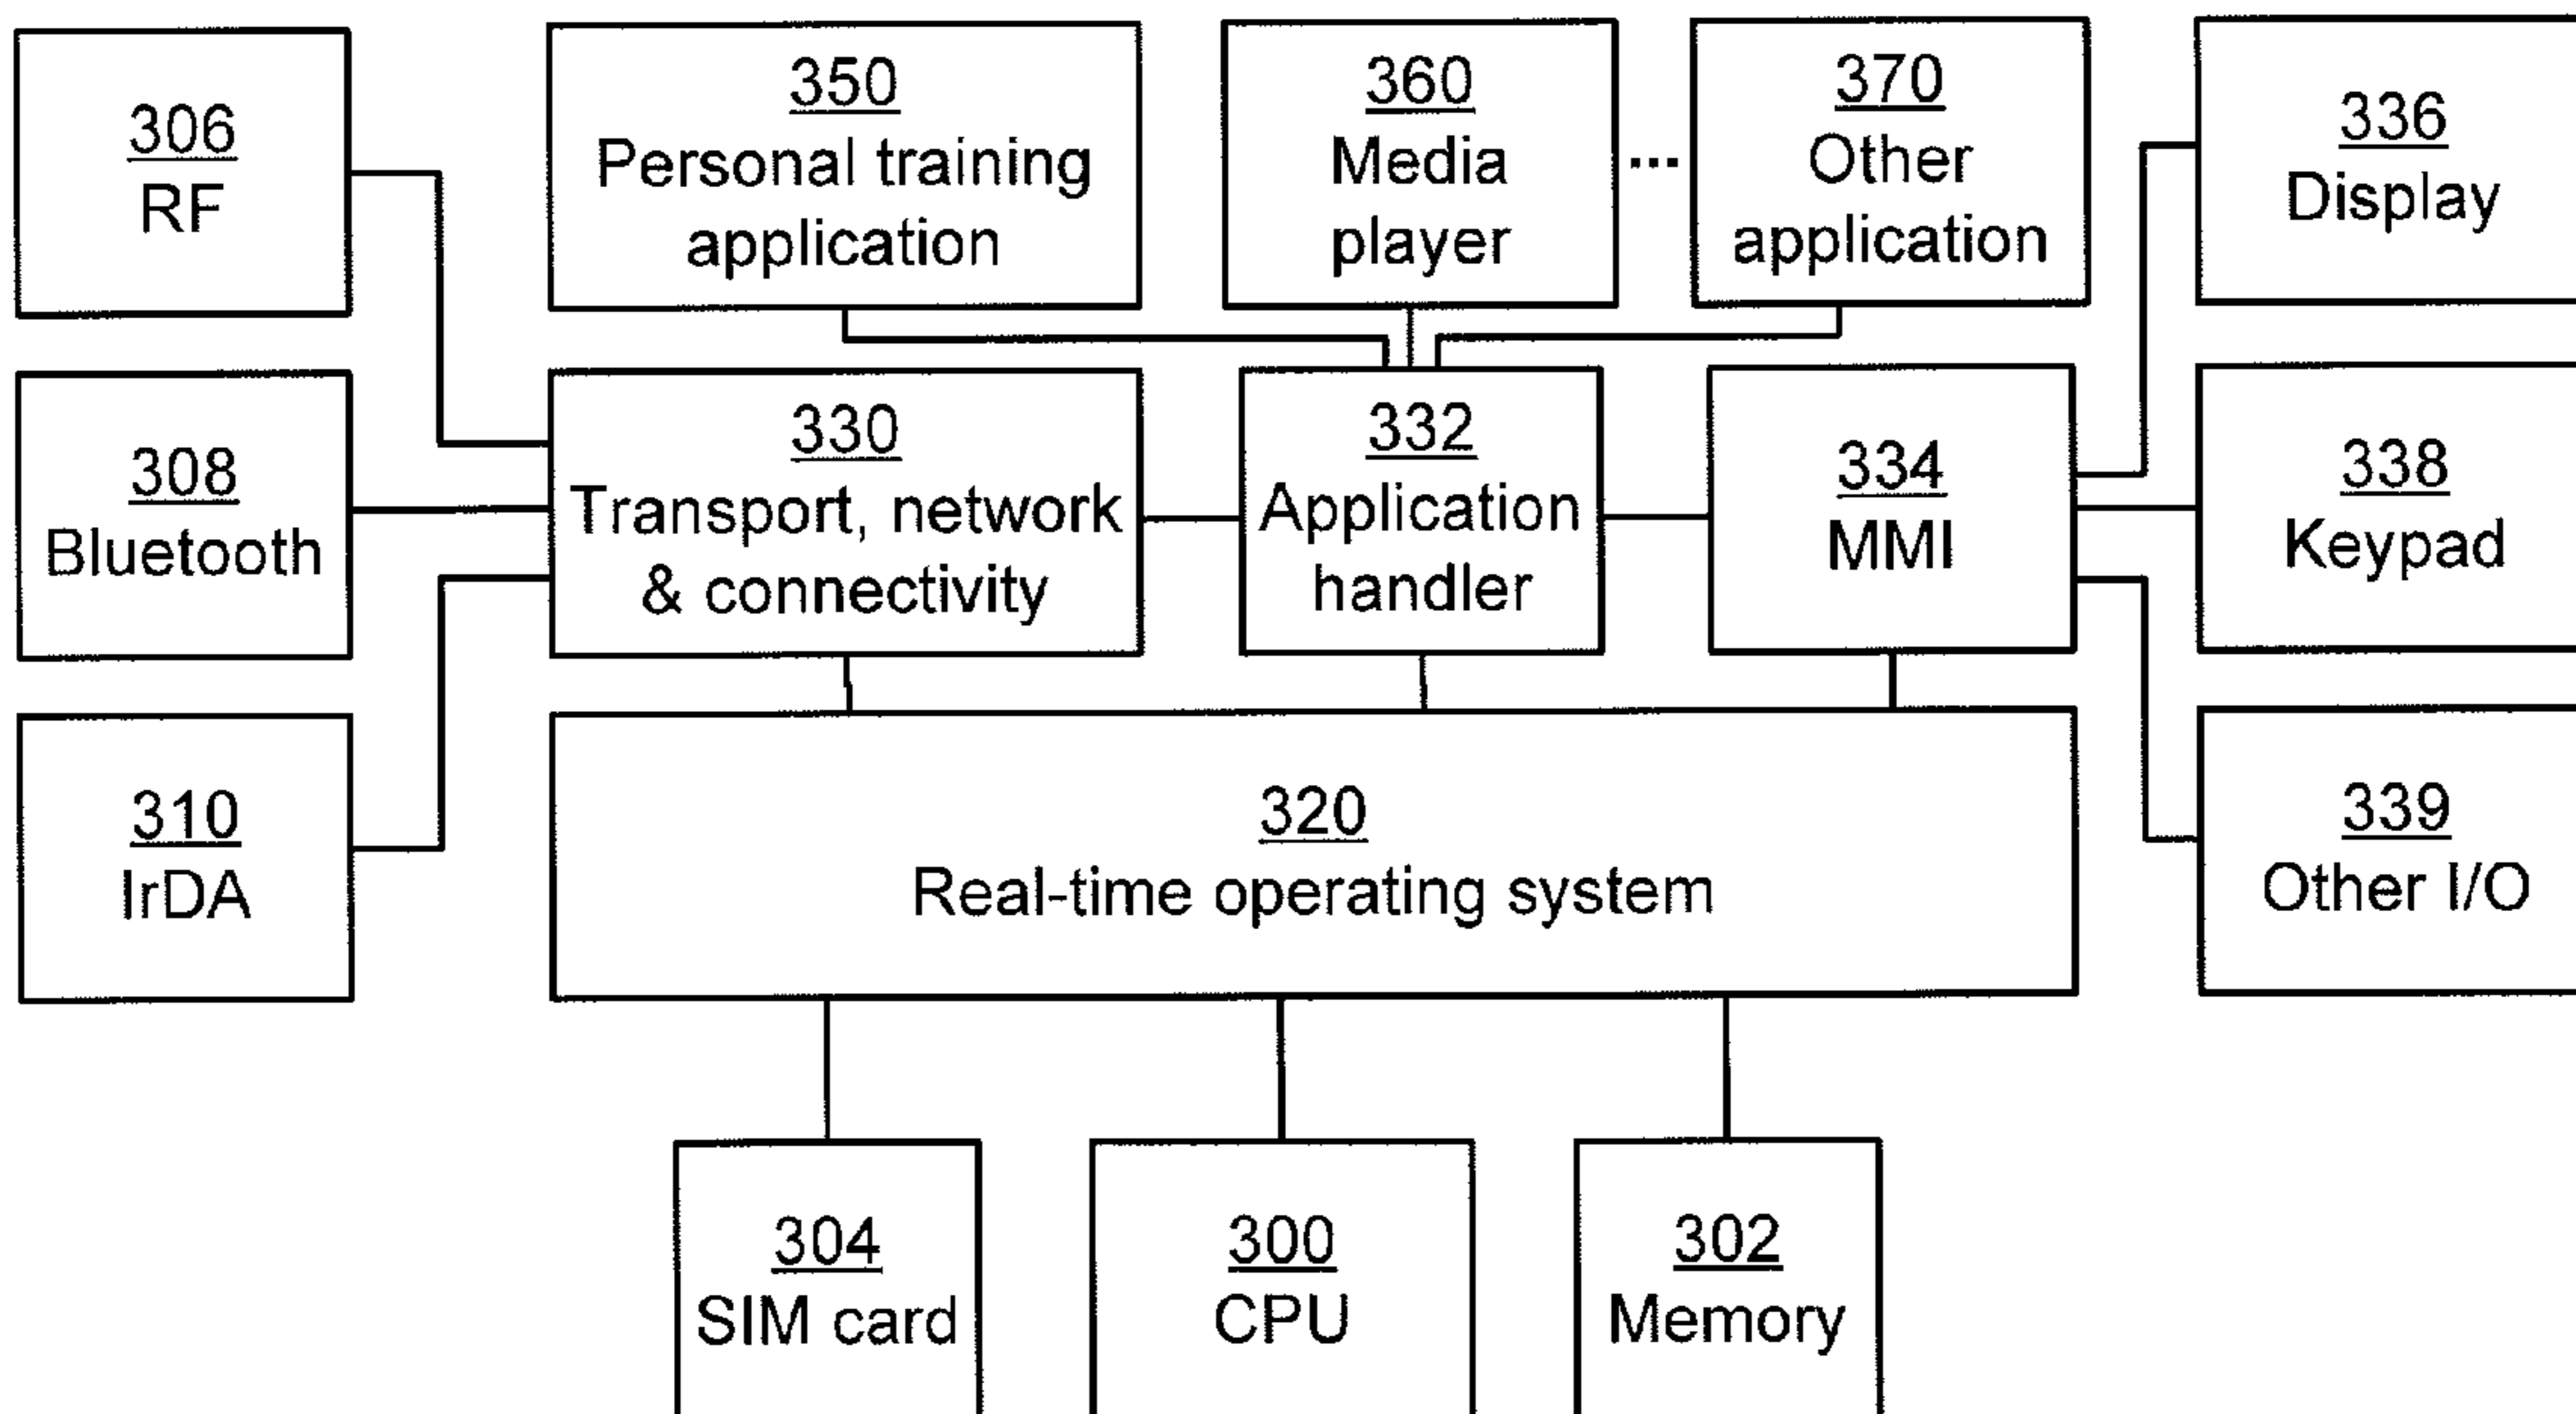 306
RF
350
Personal training
application
360
Media
player
...
370
Other
application
336
Display
308
Bluetooth
330
Transport, network
& connectivity
332
Application
handler
334
MMI
338
Keypad
310
IrDA
320
Real-time operating system
339
Other I/O
304
SIM card
300
CPU
302
Memory